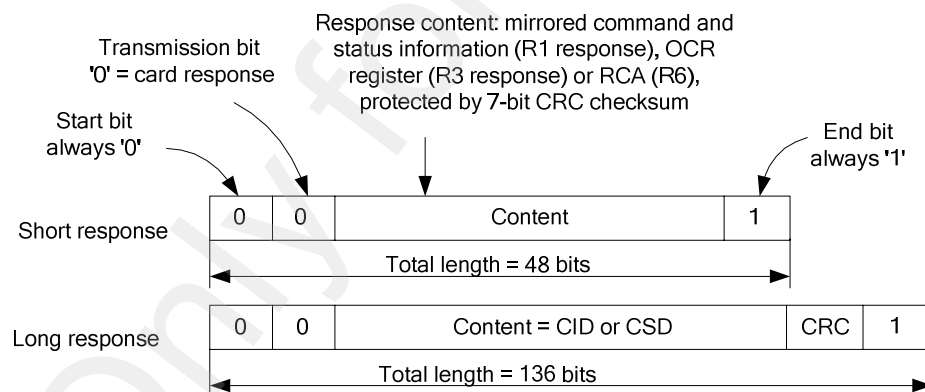 Response content: mirrored command and
status information (R1 response), OCR
register (R3 response) or RCA (R6),
protected by 7-bit CRC checksum
Transmission bit
'0' = card response
Start bit
always '0'
End bit
always '1'
Short response
0 0 Content 1
Total length = 48 bits
Long response
0 0 Content = CID or CSD CRC 1
Total length = 136 bits
Only fo